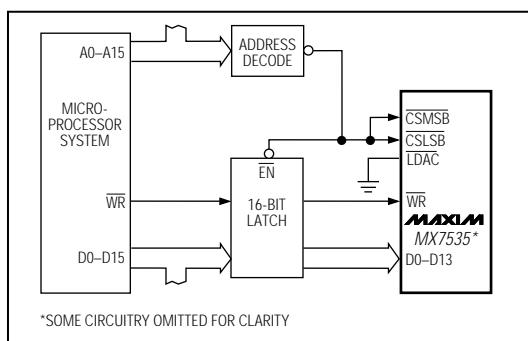 A0–A15
ADDRESS
DECODE
MICRO-
PROCESSOR
SYSTEM
CSMSB
CSLSB
LDAC
EN
WR
16-BIT
LATCH
WR
MAXIM
MX7535*
D0–D15
D0–D13
*SOME CIRCUITRY OMITTED FOR CLARITY